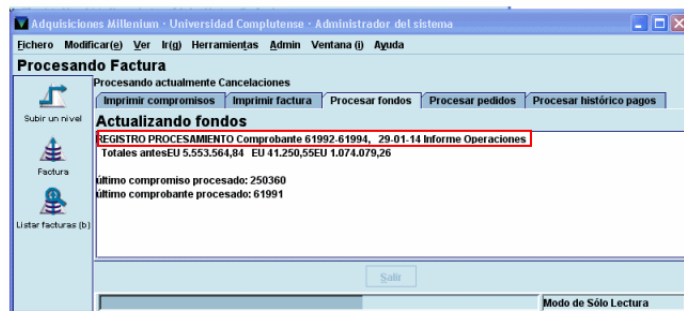 Adquisiciones Millenium · Universidad Complutense · Administrador del sistema
Fichero Modificar(e) Ver Ir(g) Herramientas Admin Ventana (i) Ayuda
Procesando Factura
Procesando actualmente Cancelaciones
Imprimir compromisos Imprimir factura Procesar fondos Procesar pedidos Procesar histórico pagos
Subir un nivel
Actualizando fondos
REGISTRO PROCESAMIENTO Comprobante 61992-61994, 29-01-14 Informe Operaciones
Totales antesEU 5.553.564,84 EU 41.250,55EU 1.074.079,26
Factura
último compromiso procesado: 250360
último comprobante procesado: 61991
Listar facturas (b)
Salir
Modo de Sólo Lectura